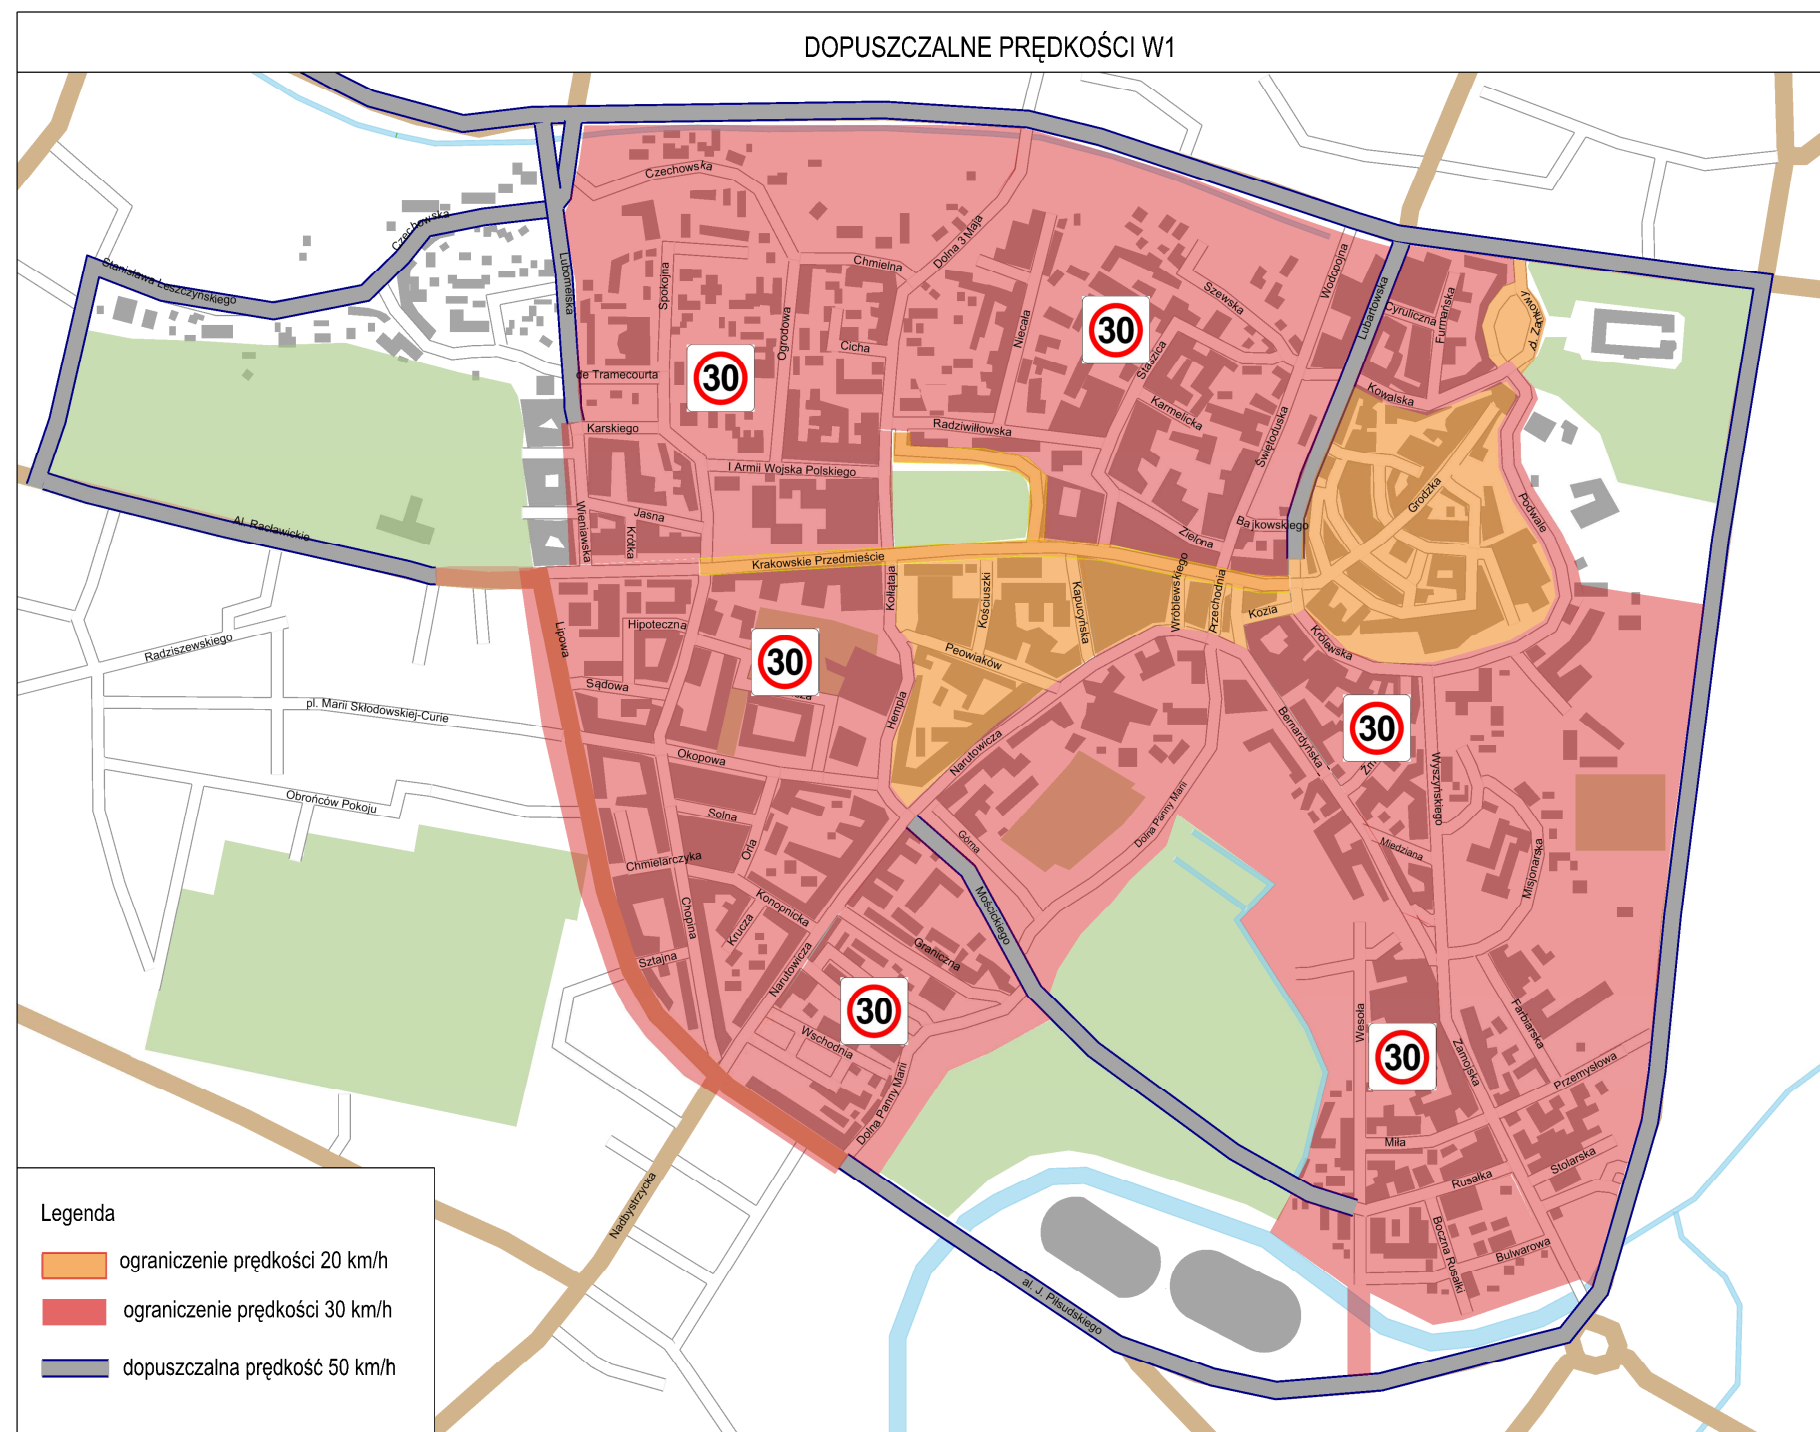 DOPUSZCZALNE PRĘDKOŚCI W1
Czechowska
Czechowska
Stanisława Leszczyńskiego
Lubomelska
Spokojna
Chmielna
Dolna 3 Maja
Ogrodowa
Cicha
Niecała
30
30
Szewska
Staszica
Karmelicka
Wodopojna
Lubartowska
Cyruliczna
Furmańska
pl. Zamkowy
Kowalska
de Tramecourta
Karskiego
Radziwiłłowska
Świętoduska
I Armii Wojska Polskiego
Jasna
Krótka
Wieniawska
Al. Racławickie
Grodzka
Podwale
Bajkowskiego
Zielona
Krakowskie Przedmieście
Kołłątaja
Kościuszki
Kapucyńska
Wróblewskiego
Przechodnia
Kozia
Królewska
Peowiaków
Lipowa
Hipoteczna
30
Radziszewskiego
pl. Marii Skłodowskiej-Curie
Sądowa
Hempla
Narutowicza
Okopowa
Obrońców Pokoju
Bernardyńska
30
Wyszyńskiego
Solna
Orla
Chmielarczyka
Górna
Dolna Panny Marii
Miedziana
Misjonarska
Konopnicka
Krucza
Chopina
Mościckiego
Graniczna
Sztajna
Narutowicza
30
Wschodnia
Dolna Panny Marii
Wesoła
30
Zamojska
Farbiarska
Przemysłowa
Miła
Rusałka
Stolarska
Boczna Rusałki
Bulwarowa
Nadbystrzycka
al. J. Piłsudskiego
Legenda
ograniczenie prędkości 20 km/h
ograniczenie prędkości 30 km/h
dopuszczalna prędkość 50 km/h